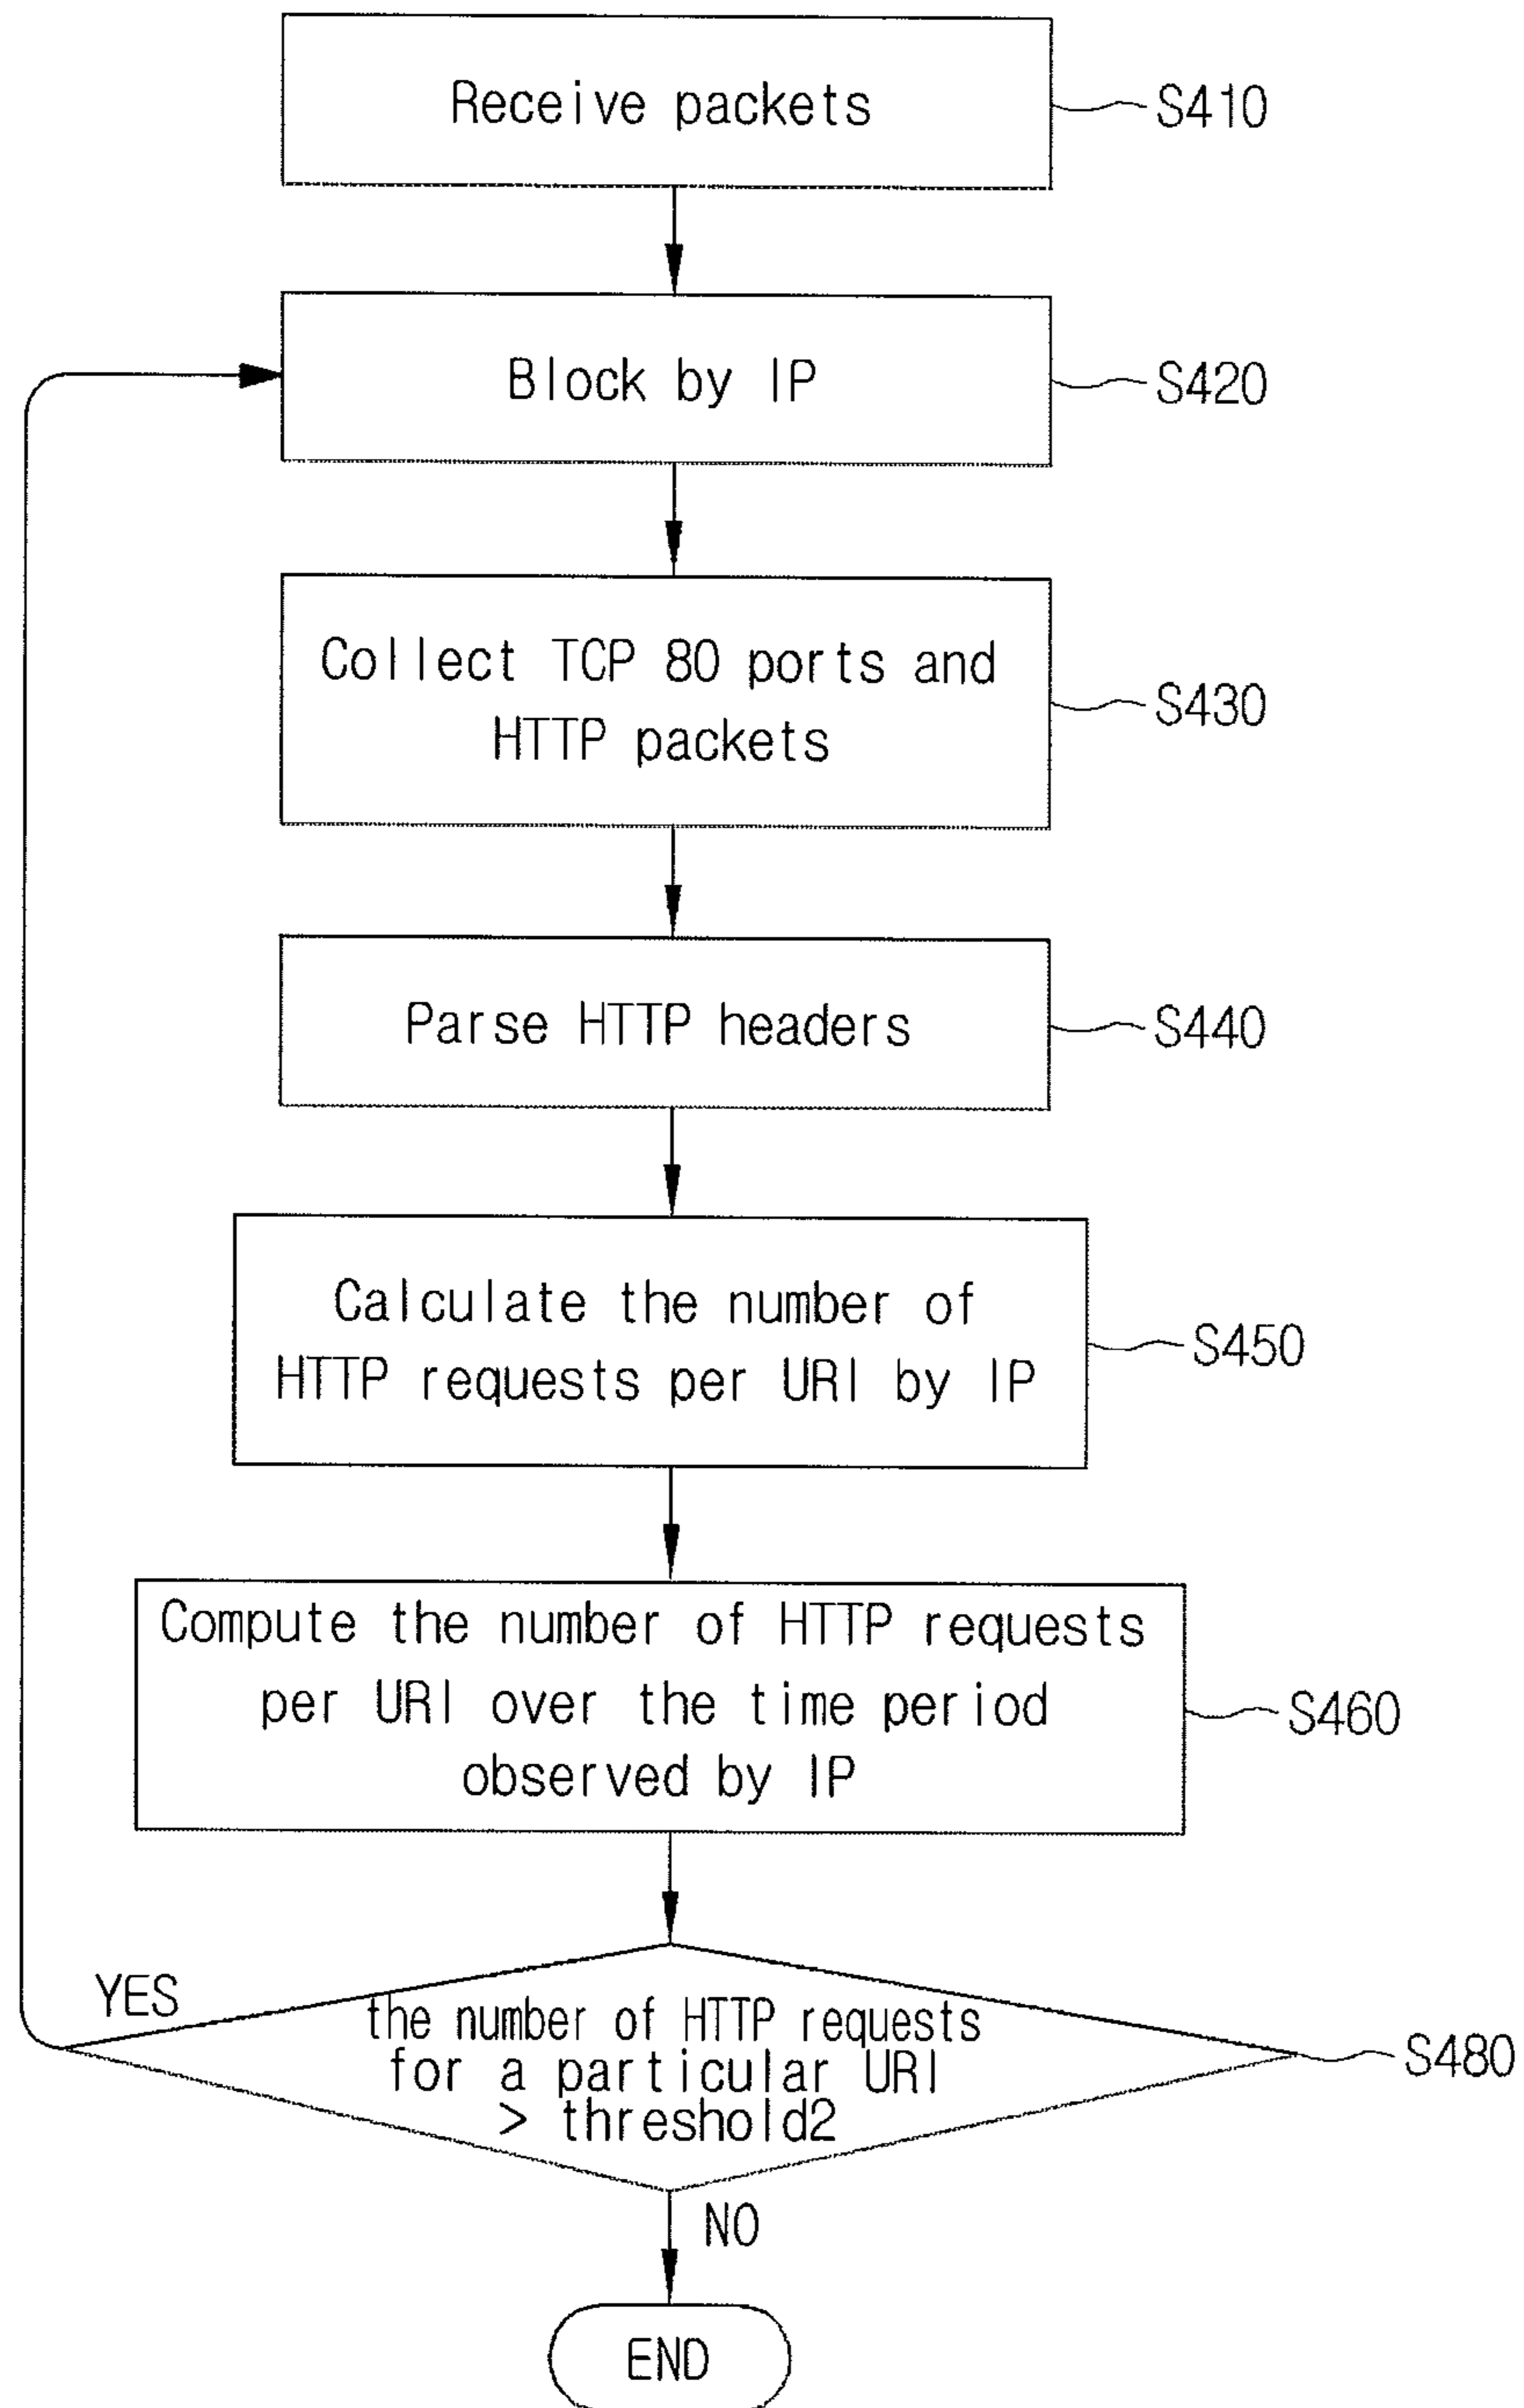 Receive packets
S410
Block by IP
S420
Collect TCP 80 ports and
HTTP packets
S430
Parse HTTP headers
S440
Calculate the number of
HTTP requests per URI by IP
S450
Compute the number of HTTP requests
per URI over the time period
observed by IP
S460
YES
the number of HTTP requests
for a particular URI
> threshold2
S480
NO
END